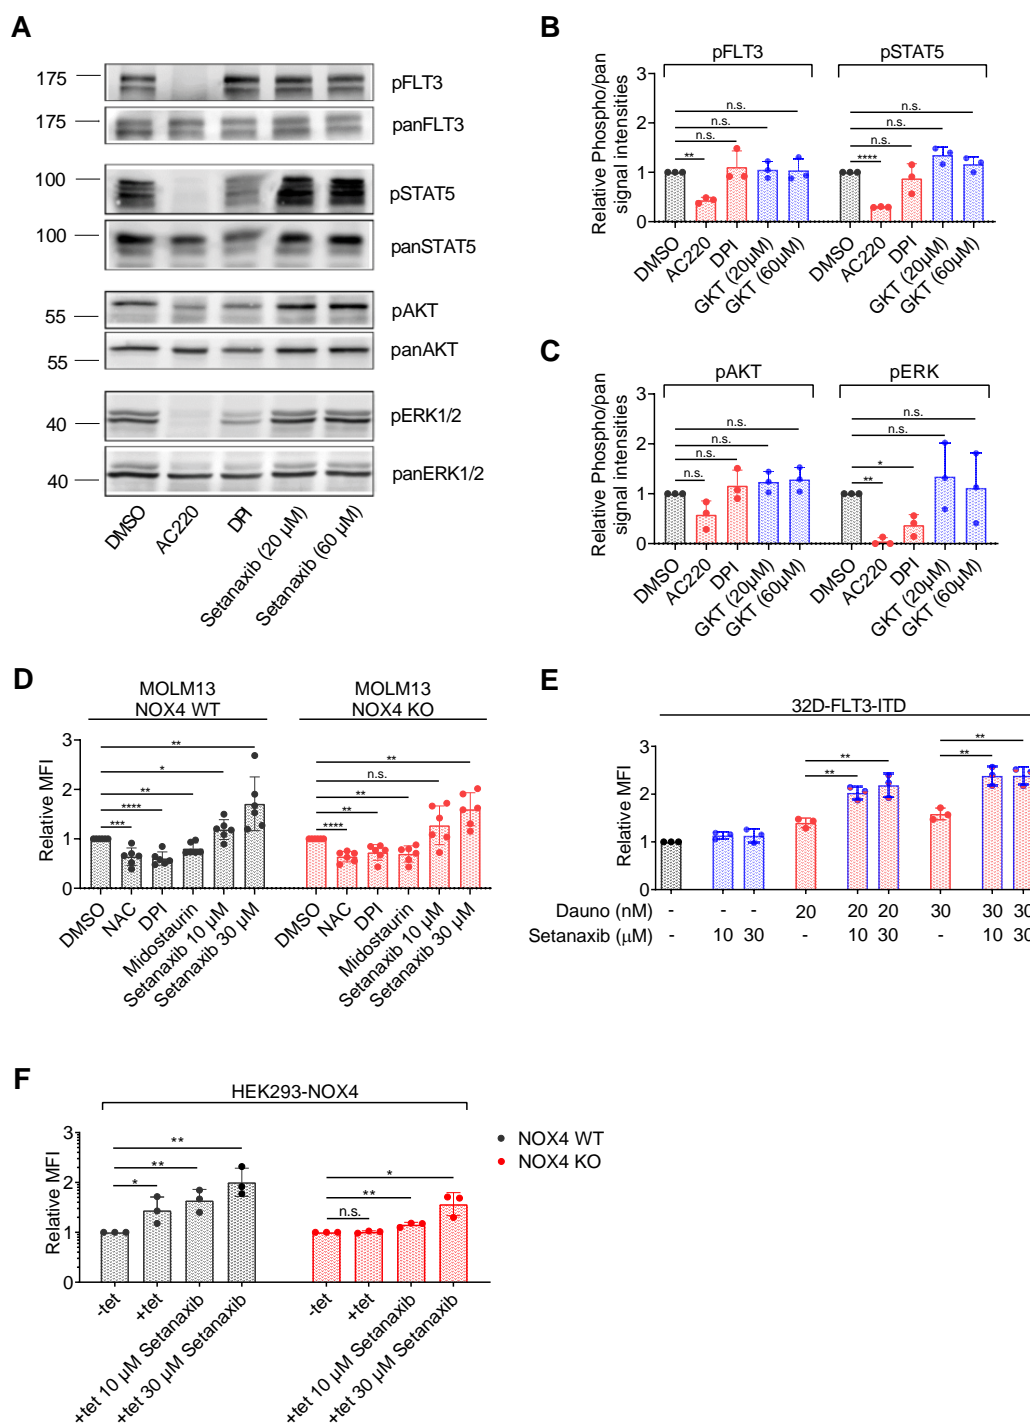 A
175
pFLT3
175
panFLT3
100
pSTAT5
100
panSTAT5
55
pAKT
55
panAKT
40
pERK1/2
40
panERK1/2
DMSO
AC220
DPI
Setanaxib (20 µM)
Setanaxib (60 µM)
B
pFLT3
pSTAT5
Relative Phospho/pan
signal intensities
3
2
1
0
n.s.
n.s.
n.s.
**
n.s.
n.s.
n.s.
****
DMSO
AC220
DPI
GKT (20µM)
GKT (60µM)
DMSO
AC220
DPI
GKT (20µM)
GKT (60µM)
C
pAKT
pERK
Relative Phospho/pan
signal intensities
3
2
1
0
n.s.
n.s.
n.s.
n.s.
n.s.
n.s.
*
**
DMSO
AC220
DPI
GKT (20µM)
GKT (60µM)
DMSO
AC220
DPI
GKT (20µM)
GKT (60µM)
D
MOLM13
NOX4 WT
MOLM13
NOX4 KO
Relative MFI
3
2
1
0
**
*
**
****
***
**
n.s.
**
**
****
DMSO
NAC
DPI
Midostaurin
Setanaxib 10 µM
Setanaxib 30 µM
DMSO
NAC
DPI
Midostaurin
Setanaxib 10 µM
Setanaxib 30 µM
E
32D-FLT3-ITD
Relative MFI
3
2
1
0
**
**
**
**
Dauno (nM) - - - 20 20 20 30 30 30
Setanaxib (µM) - 10 30 - 10 30 - 10 30
F
HEK293-NOX4
Relative MFI
3
2
1
0
**
**
*
*
**
n.s.
NOX4 WT
NOX4 KO
-tet
+tet
+tet 10 µM Setanaxib
+tet 30 µM Setanaxib
-tet
+tet
+tet 10 µM Setanaxib
+tet 30 µM Setanaxib